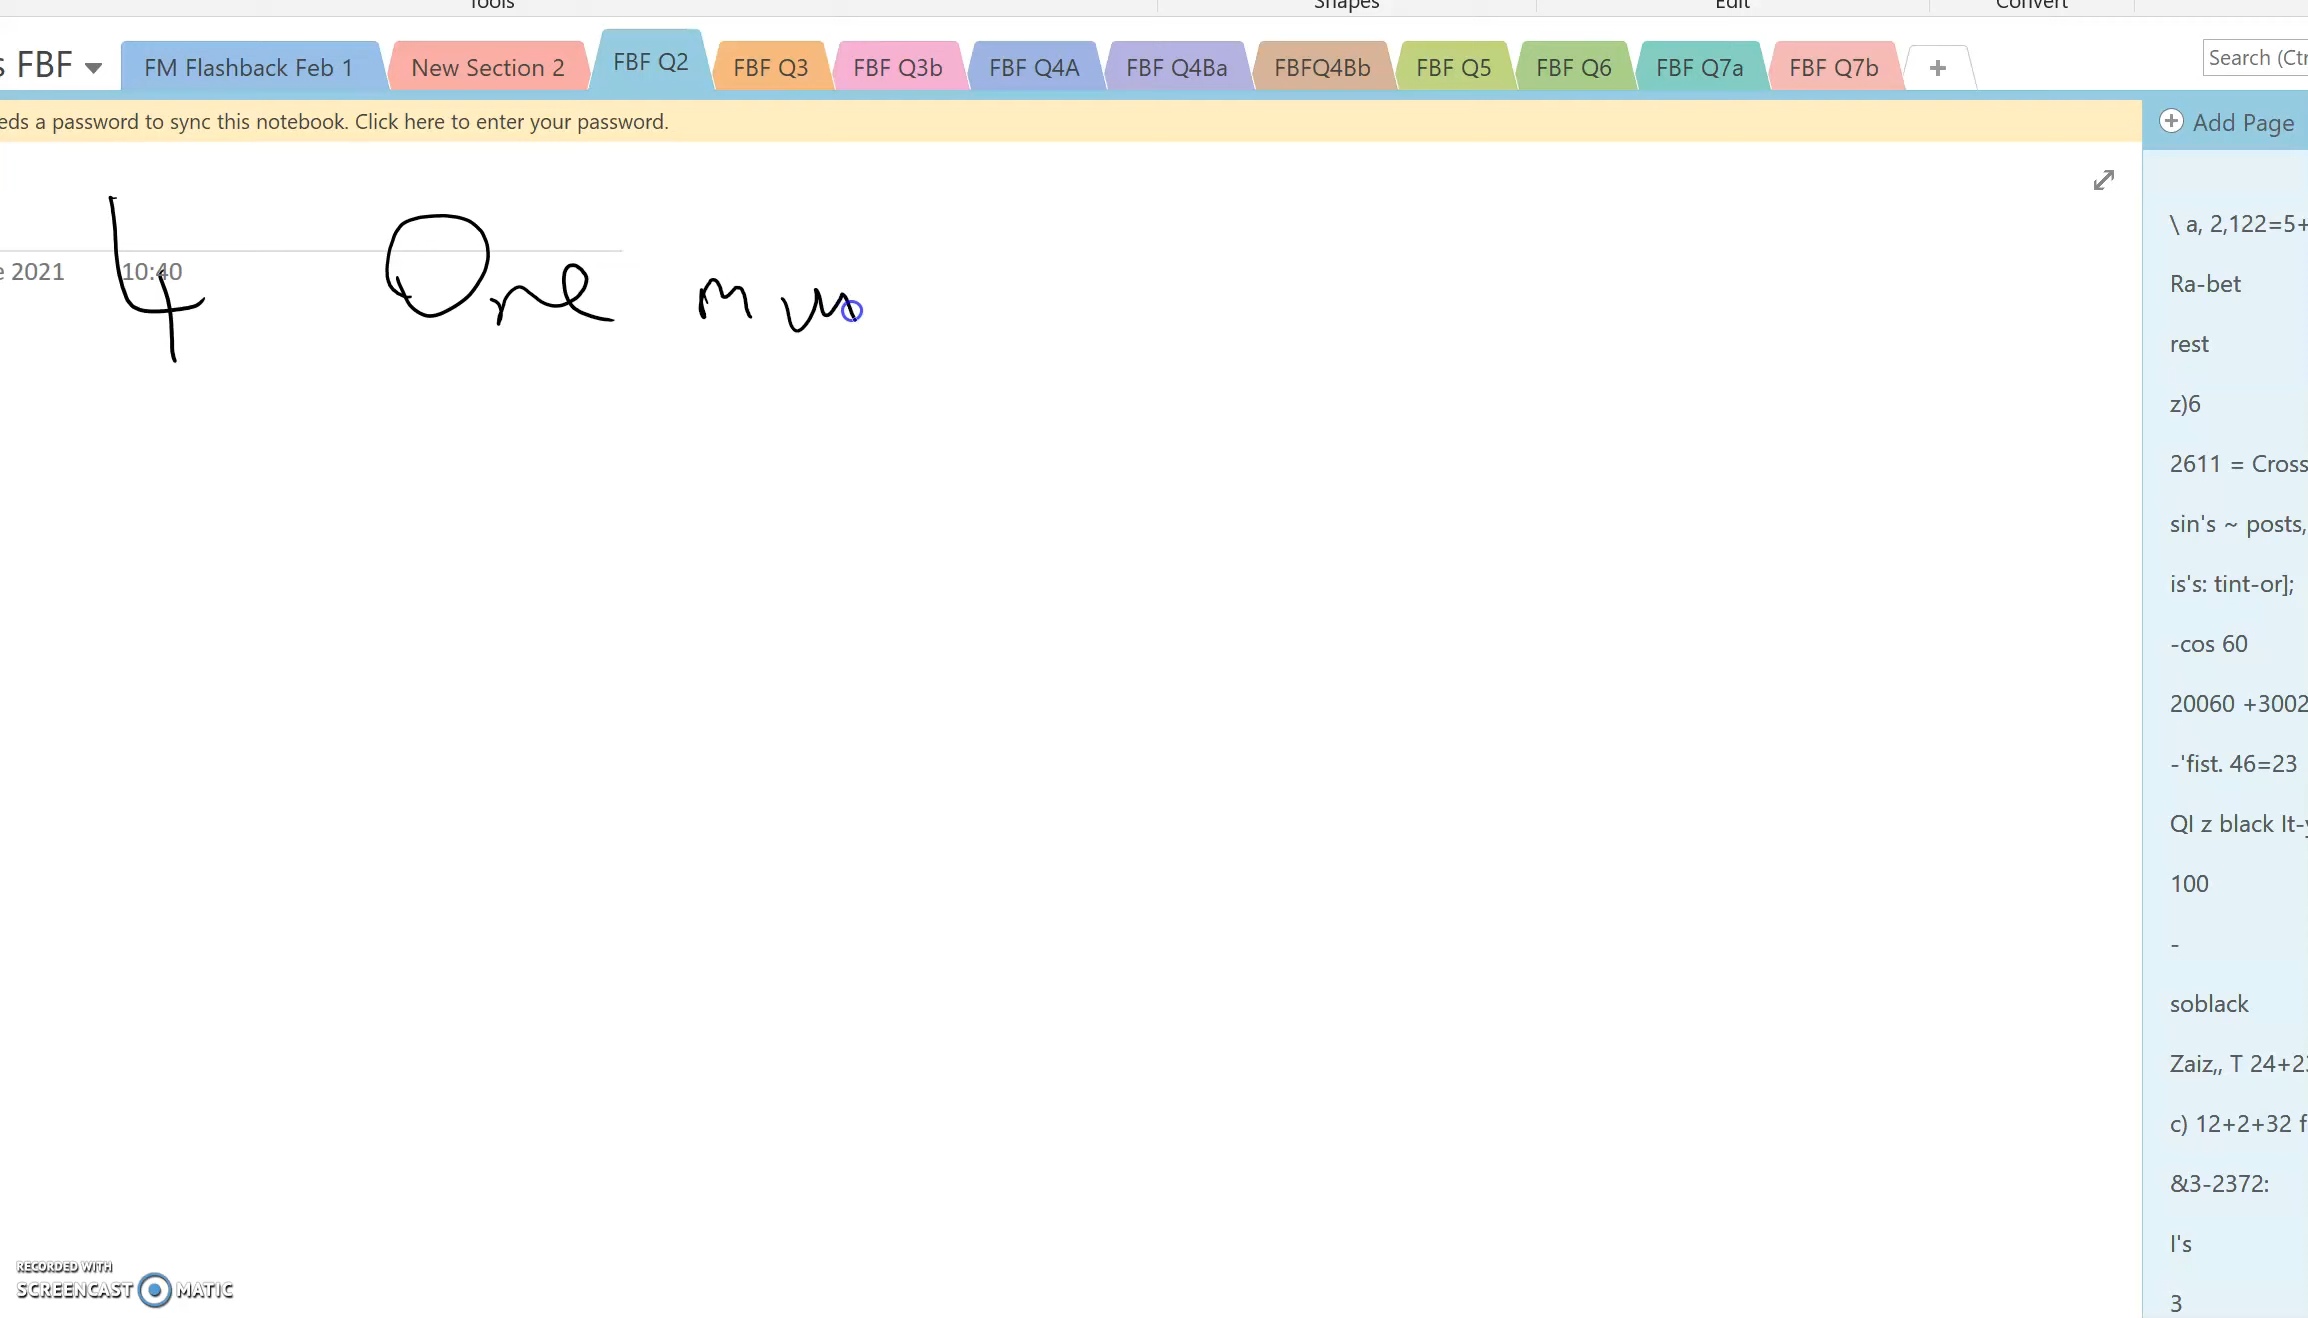 Tools Shapes Edit Convert
s FBF FM Flashback Feb 1 New Section 2 FBF Q2 FBF Q3 FBF Q3b FBF Q4A FBF Q4Ba FBFQ4Bb FBF Q5 FBF Q6 FBF Q7a FBF Q7b + Search (Ctr
eds a password to sync this notebook. Click here to enter your password.
Add Page
4 One
e 2021 10:40
\ a, 2,122=5+
Ra-bet
rest
z)6
2611 = Cross
sin's ~ posts,
is's: tint-or];
-cos 60
20060 +3002
-'fist. 46=23
QI z black It-y
100
-
soblack
Zaiz,, T 24+23
c) 12+2+32 f
&3-2372:
I's
3
RECORDED WITH
SCREENCAST MATIC